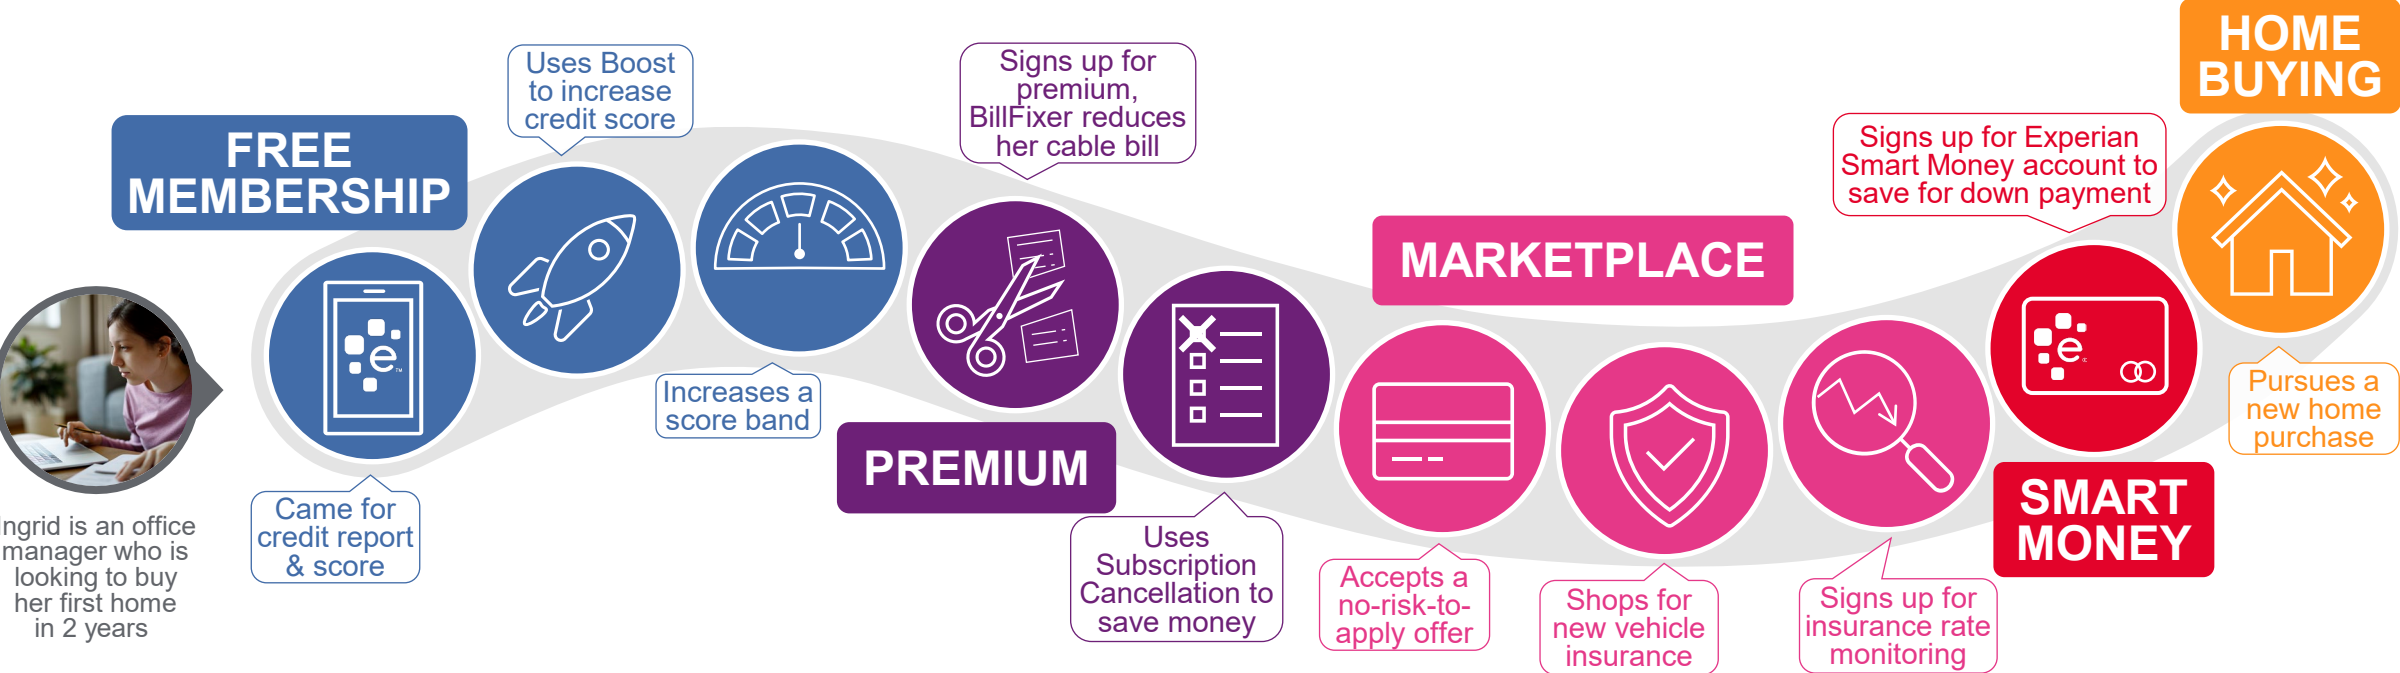 HOME
BUYING
Uses Boost
to increase
credit score
Signs up for
premium,
BillFixer reduces
her cable bill
FREE
MEMBERSHIP
Signs up for Experian
Smart Money account to
save for down payment
MARKETPLACE
e
e
Increases a
score band
Pursues a
new home
purchase
PREMIUM
SMART
MONEY
Came for
credit report
& score
Ingrid is an office
manager who is
looking to buy
her first home
in 2 years
Uses
Subscription
Cancellation to
save money
Accepts a
no-risk-to-
apply offer
Shops for
new vehicle
insurance
Signs up for
insurance rate
monitoring